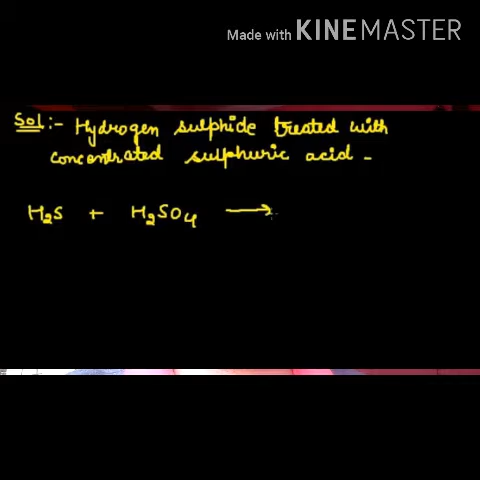 Made with KINEMASTER
Sol:- Hydrogen sulphide treated with
concentrated sulphuric acid -
H₂S + H₂SO₄ ⟶